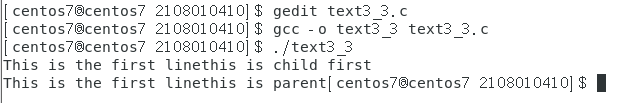 [centos7@centos7 2108010410]$ gedit text3_3.c
[centos7@centos7 2108010410]$ gcc -o text3_3 text3_3.c
[centos7@centos7 2108010410]$ ./text3_3
This is the first linethis is child first
This is the first linethis is parent[centos7@centos7 2108010410]$